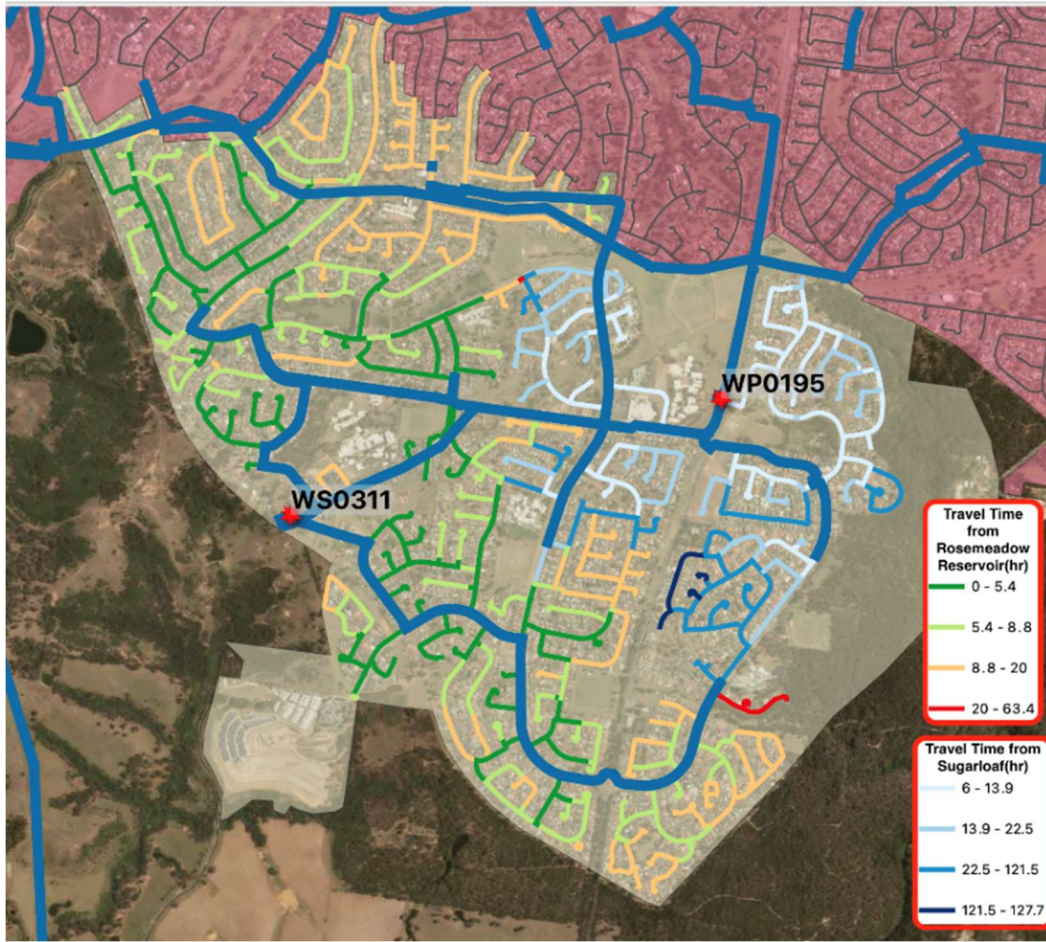 WP0195
WS0311
Travel Time
from
Rosemeadow
Reservoir(hr)
0 - 5.4
5.4 - 8.8
8.8 - 20
20 - 63.4
Travel Time from
Sugarloaf(hr)
6 - 13.9
13.9 - 22.5
22.5 - 121.5
121.5 - 127.7